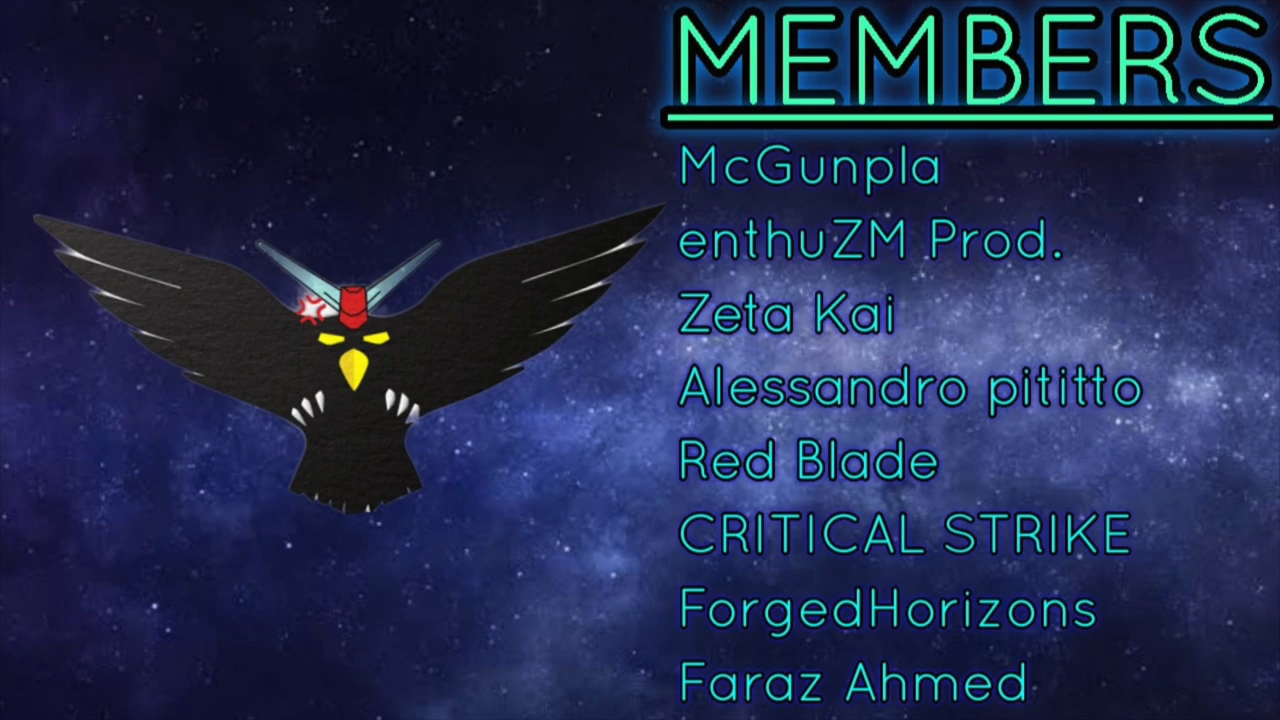 MEMBERS
McGunpla
enthuZM Prod.
Zeta Kai
Alessandro pititto
Red Blade
CRITICAL STRIKE
ForgedHorizons
Faraz Ahmed